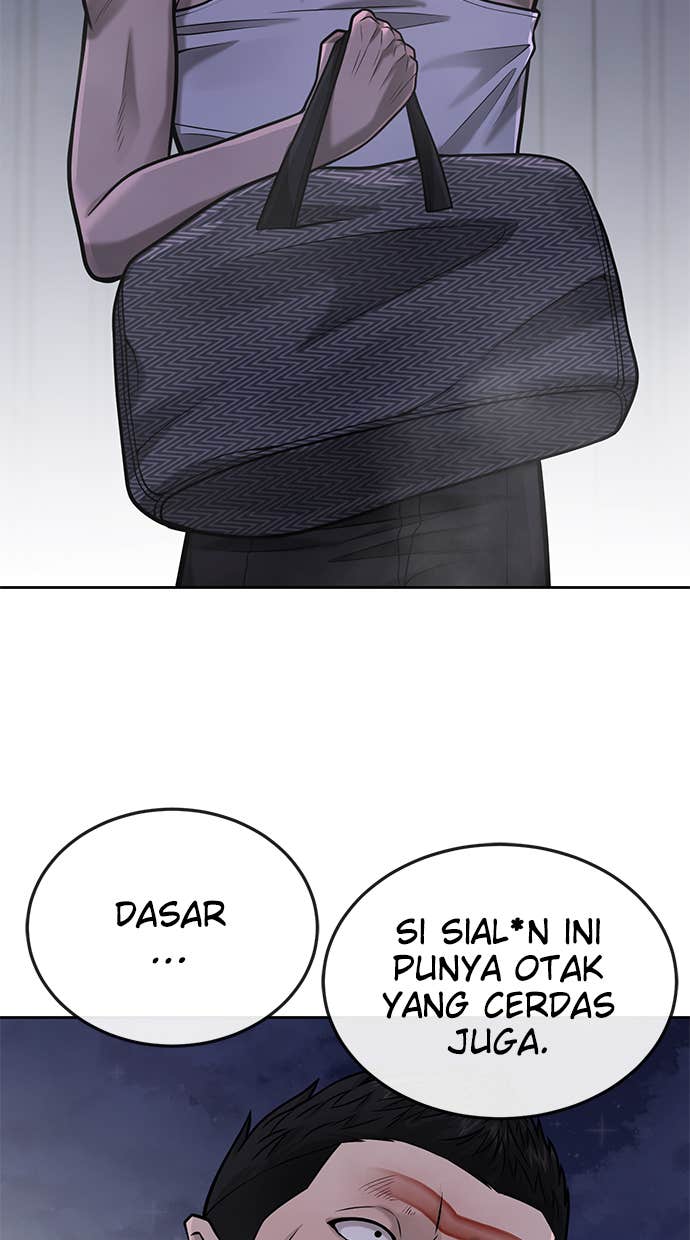 DASAR
...
SI SIAL*N INI
PUNYA OTAK
YANG CERDAS
JUGA.